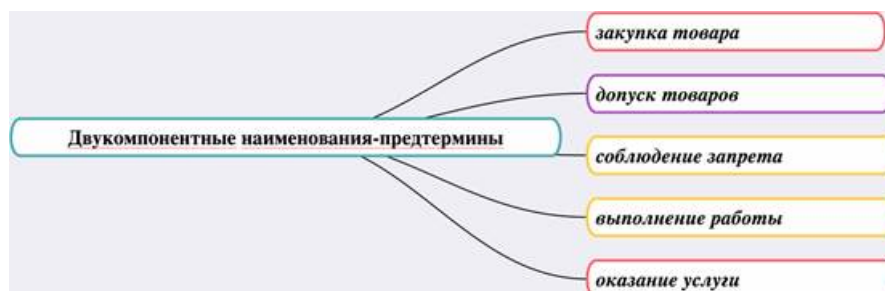 Двукомпонентные наименования-предтермины
закупка товара
допуск товаров
соблюдение запрета
выполнение работы
оказание услуги